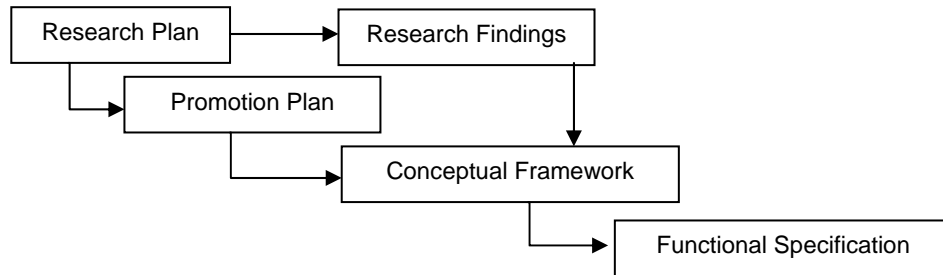 Research Plan
Research Findings
Promotion Plan
Conceptual Framework
Functional Specification